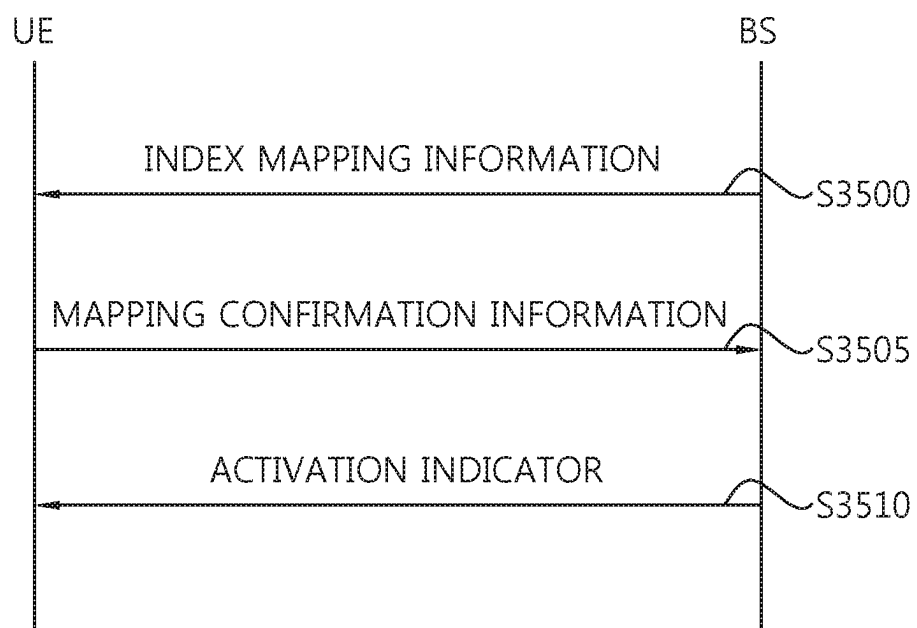 UE
BS
INDEX MAPPING INFORMATION
S3500
MAPPING CONFIRMATION INFORMATION
S3505
ACTIVATION INDICATOR
S3510